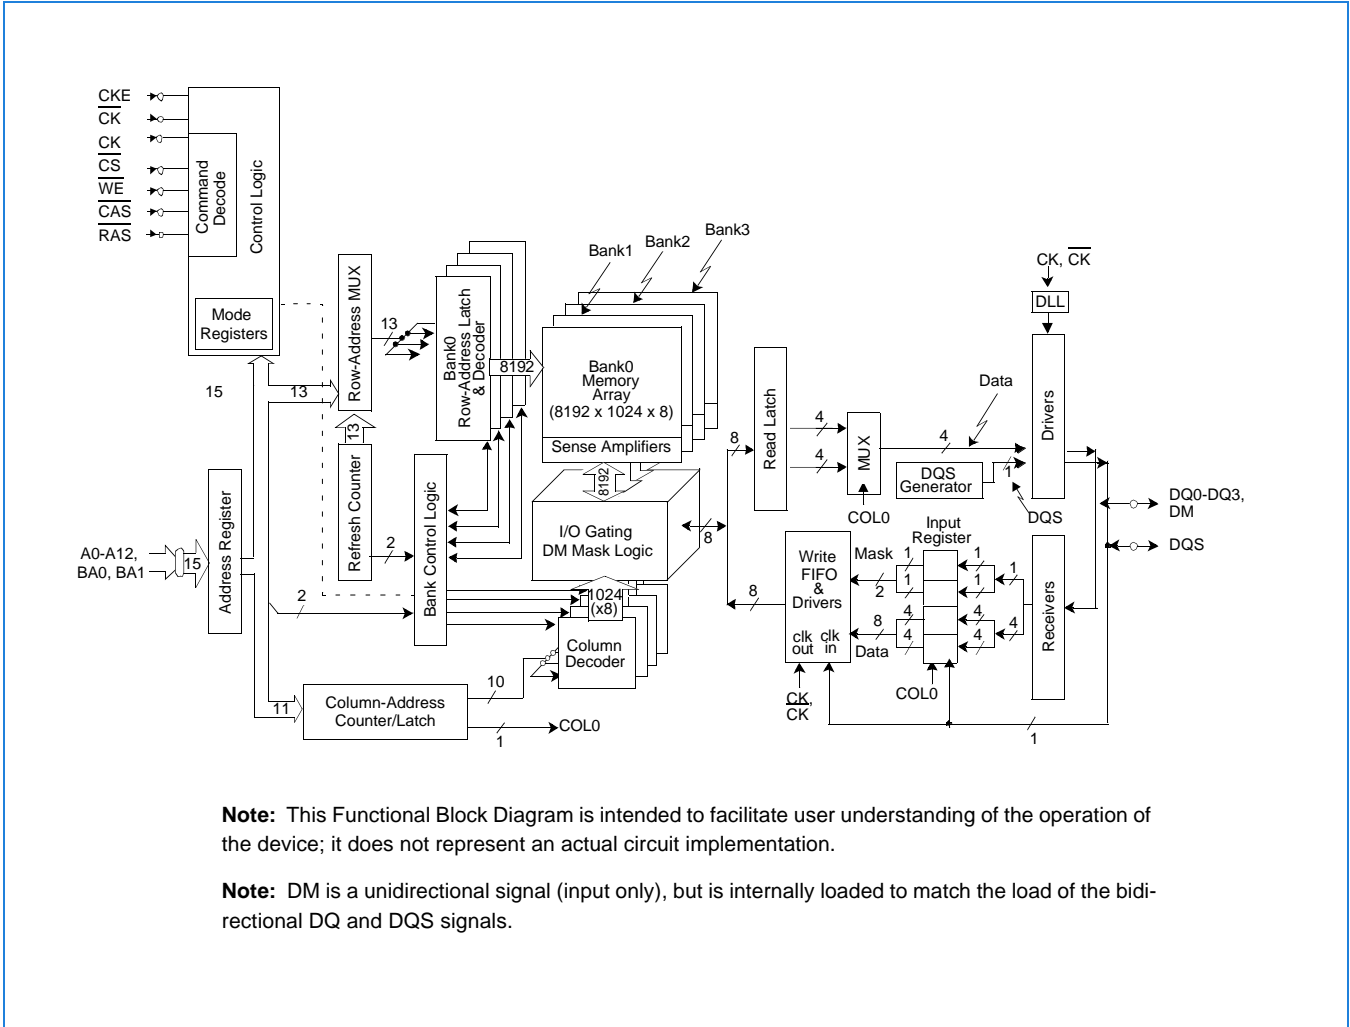 CKE
CK
CK
CS
WE
CAS
RAS
Command
Decode
Control Logic
Mode
Registers
15
13
Row-Address MUX
13
Refresh Counter
13
Bank0
Row-Address Latch
& Decoder
8192
Bank1
Bank2
Bank3
Bank0
Memory
Array
(8192 x 1024 x 8)
Sense Amplifiers
8192
I/O Gating
DM Mask Logic
Bank Control Logic
2
2
A0-A12,
BA0, BA1
15
Address Register
11
Column-Address
Counter/Latch
10
1
COL0
1024
(x8)
Column
Decoder
8
8
8
Read Latch
4
4
MUX
COL0
4
Data
DQS
Generator
1
DQS
CK, CK
DLL
Drivers
DQ0-DQ3,
DM
DQS
Input
Register
Write
FIFO
&
Drivers
clk
out
clk
in
Mask
2
8
Data
1
1
4
4
1
1
4
4
1
4
Receivers
COL0
CK,
CK
1
Note: This Functional Block Diagram is intended to facilitate user understanding of the operation of
the device; it does not represent an actual circuit implementation.
Note: DM is a unidirectional signal (input only), but is internally loaded to match the load of the bidi-
rectional DQ and DQS signals.